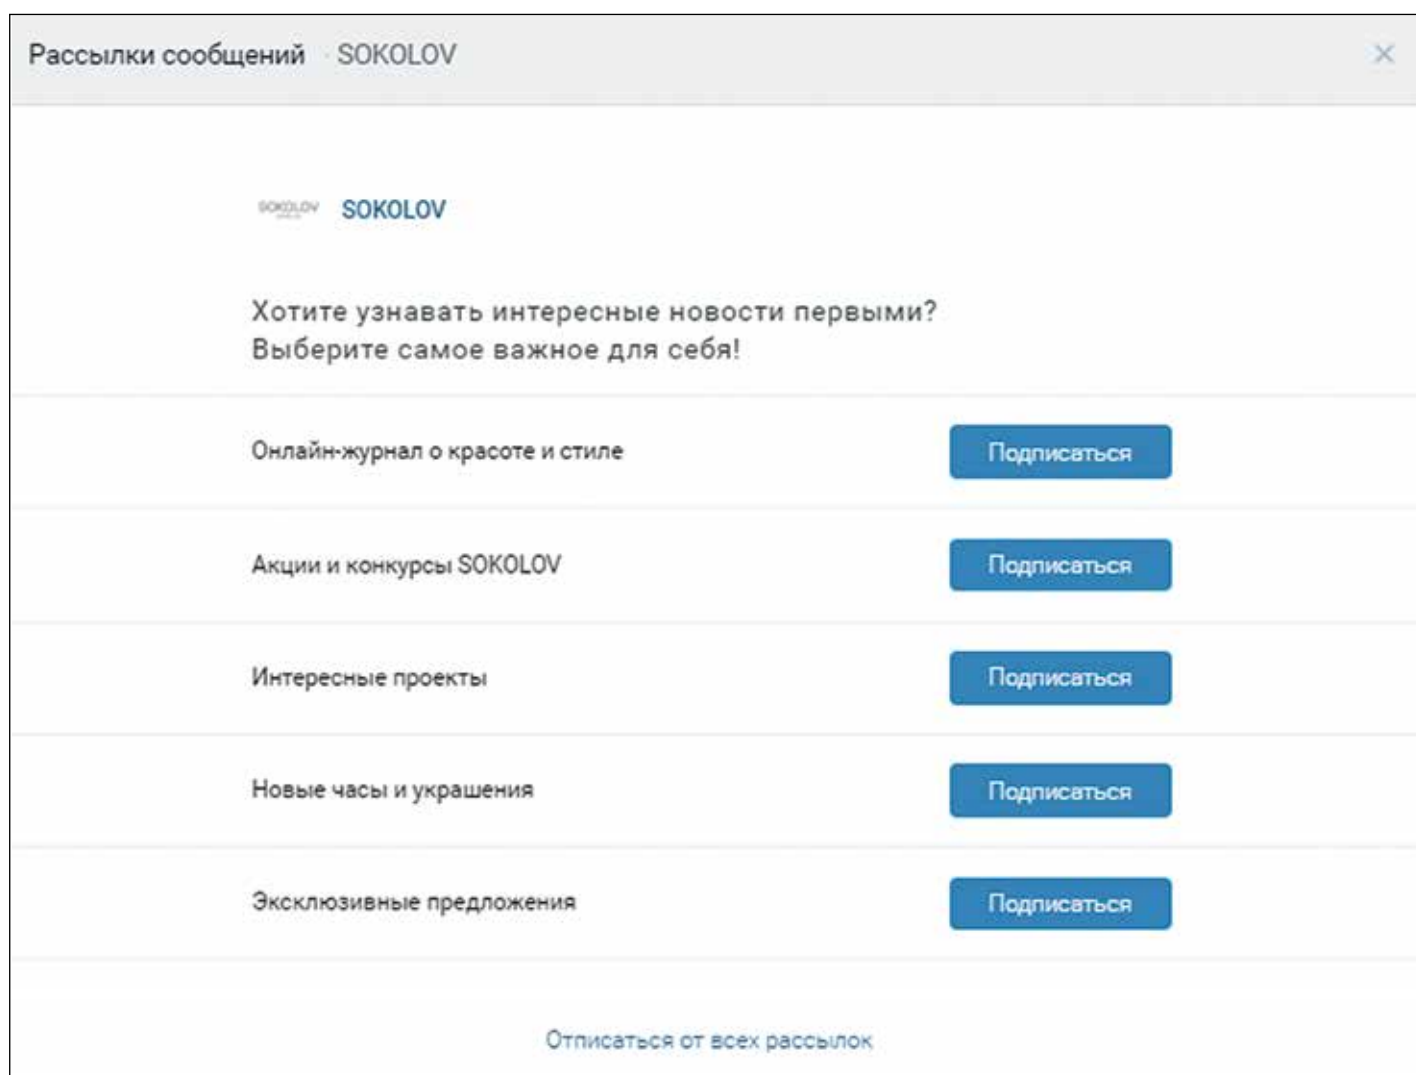 Рассылки сообщений · SOKOLOV
SOKOLOV SOKOLOV
Хотите узнавать интересные новости первыми?
Выберите самое важное для себя!
Онлайн-журнал о красоте и стиле Подписаться
Акции и конкурсы SOKOLOV Подписаться
Интересные проекты Подписаться
Новые часы и украшения Подписаться
Эксклюзивные предложения Подписаться
Отписаться от всех рассылок